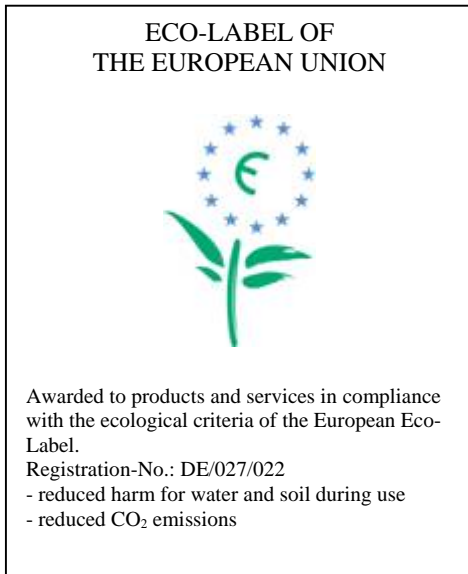 ECO-LABEL OF
THE EUROPEAN UNION
Є
Awarded to products and services in compliance
with the ecological criteria of the European Eco-
Label.
Registration-No.: DE/027/022
- reduced harm for water and soil during use
- reduced CO₂ emissions